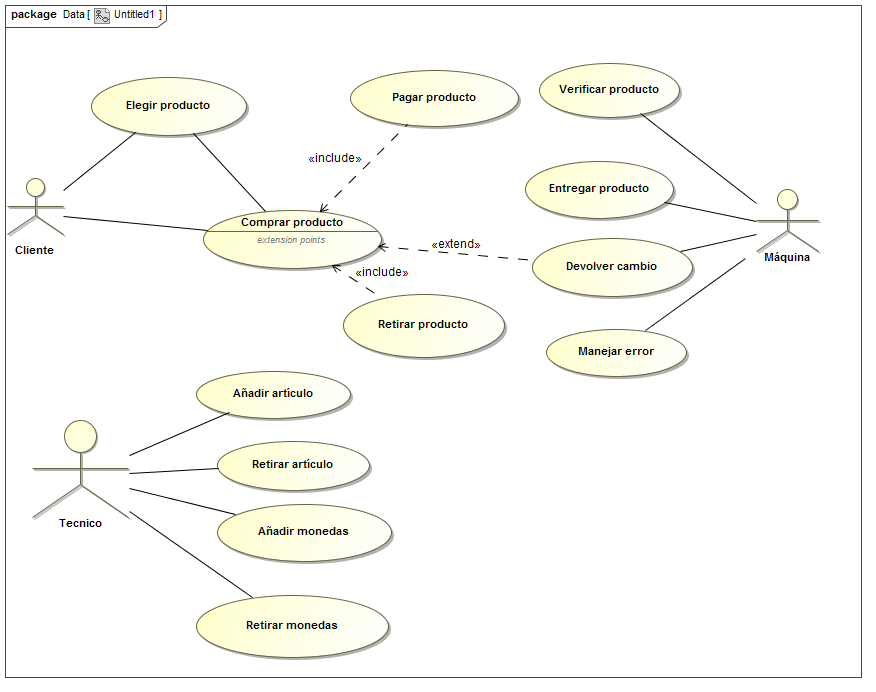 package Data [ Untitled1 ]
Elegir producto
Pagar producto
Verificar producto
«include»
Entregar producto
Cliente
Comprar producto
extension points
«extend»
Máquina
Devolver cambio
«include»
Retirar producto
Manejar error
Añadir artículo
Retirar artículo
Tecnico
Añadir monedas
Retirar monedas